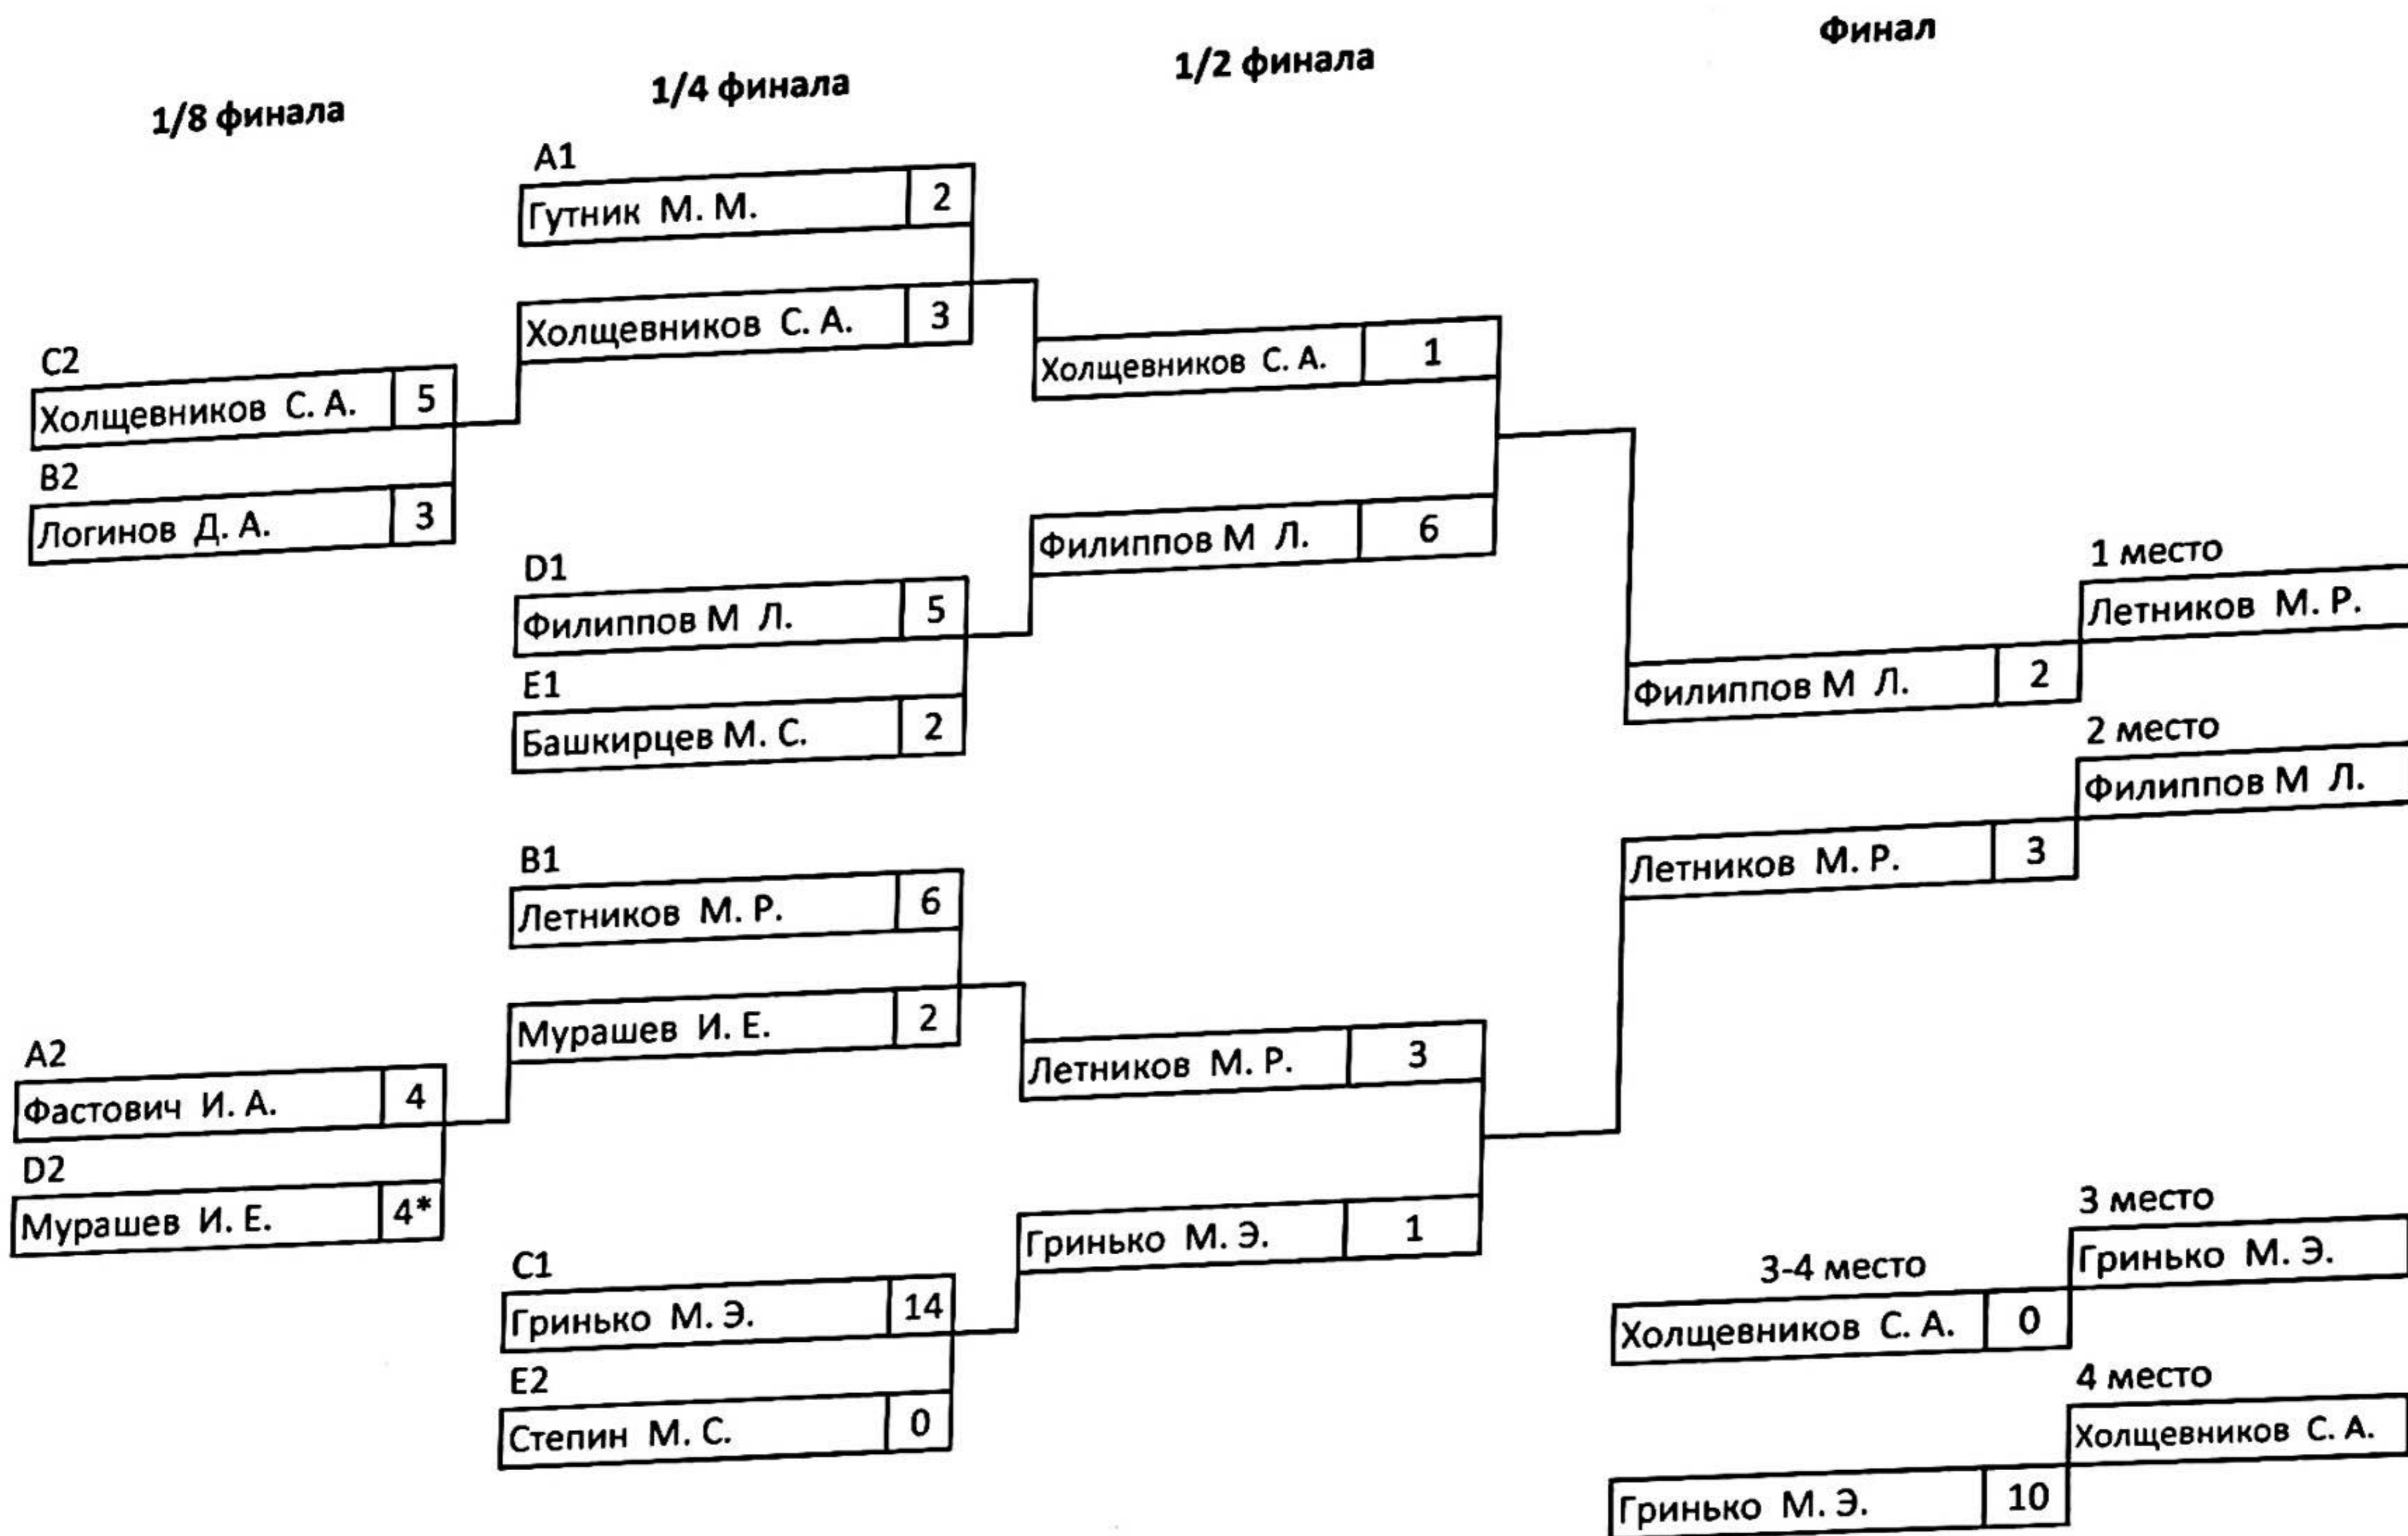 Финал
1/2 финала
1/4 финала
1/8 финала
A1
Гутник М. М. 2
Холщевников С. А. 3
C2
Холщевников С. А. 5
B2
Логинов Д. А. 3
Холщевников С. А. 1
Филиппов М Л. 6
D1
Филиппов М Л. 5
E1
Башкирцев М. С. 2
1 место
Летников М. Р.
Филиппов М Л. 2
2 место
Филиппов М Л.
Летников М. Р. 3
B1
Летников М. Р. 6
Мурашев И. Е. 2
A2
Фастович И. А. 4
D2
Мурашев И. Е. 4*
Летников М. Р. 3
Гринько М. Э. 1
C1
Гринько М. Э. 14
E2
Степин М. С. 0
3 место
Гринько М. Э.
3-4 место
Холщевников С. А. 0
4 место
Холщевников С. А.
Гринько М. Э. 10